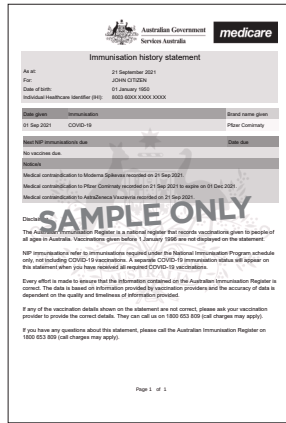 Australian Government
Services Australia
medicare
Immunisation history statement
As at: 21 September 2021
For: JOHN CITIZEN
Date of birth: 01 January 1950
Individual Healthcare Identifier (IHI): 8003 60XX XXXX XXXX
Date given Immunisation Brand name given
01 Sep 2021 COVID-19 Pfizer Comirnaty
Next NIP immunisation/s due Date due
No vaccines due.
Notice/s
Medical contraindication to Moderna Spikevax recorded on 21 Sep 2021.
Medical contraindication to Pfizer Comirnaty recorded on 21 Sep 2021 to expire on 01 Dec 2021.
Medical contraindication to AstraZeneca Vaxzevria recorded on 21 Sep 2021.
SAMPLE ONLY
The Australian Immunisation Register is a national register that records vaccinations given to people of
all ages in Australia. Vaccinations given before 1 January 1996 are not displayed on the statement.
NIP immunisations refer to immunisations required under the National Immunisation Program schedule
only, not including COVID-19 vaccinations. A separate COVID-19 immunisation status will appear on
this statement when you have received all required COVID-19 vaccinations.
Every effort is made to ensure that the information contained on the Australian Immunisation Register is
correct. The data is based on information provided by vaccination providers and the accuracy of data is
dependent on the quality and timeliness of information provided.
If any of the vaccination details shown on the statement are not correct, please ask your vaccination
provider to provide the correct details. They can call us on 1800 653 809 (call charges may apply).
If you have any questions about this statement, please call the Australian Immunisation Register on
1800 653 809 (call charges may apply).
Page 1 of 1